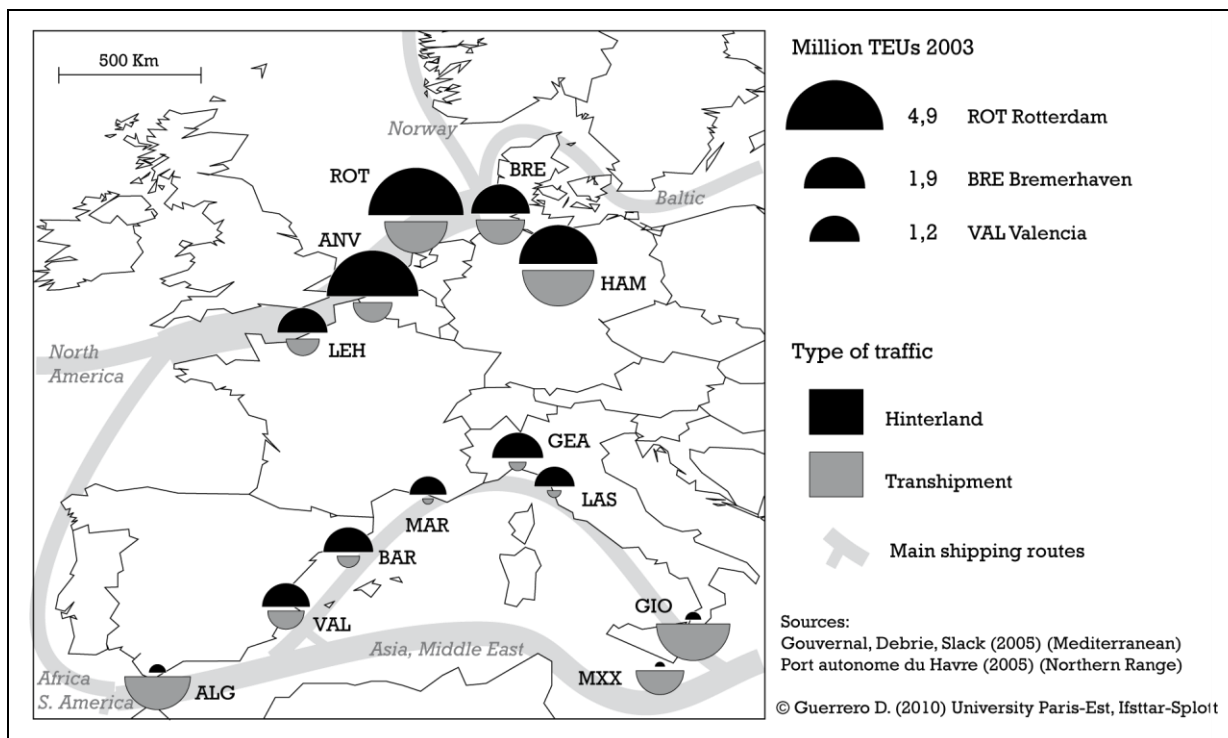 500 Km
Norway
ROT
BRE
Baltic
ANV
HAM
LEH
North
America
GEA
LAS
MAR
BAR
VAL
GIO
Asia, Middle East
MXX
Africa
S. America
ALG
Million TEUs 2003
4,9 ROT Rotterdam
1,9 BRE Bremerhaven
1,2 VAL Valencia
Type of traffic
Hinterland
Transhipment
Main shipping routes
Sources:
Gouvernal, Debrie, Slack (2005) (Mediterranean)
Port autonome du Havre (2005) (Northern Range)
© Guerrero D. (2010) University Paris-Est, Ifsttar-Splott